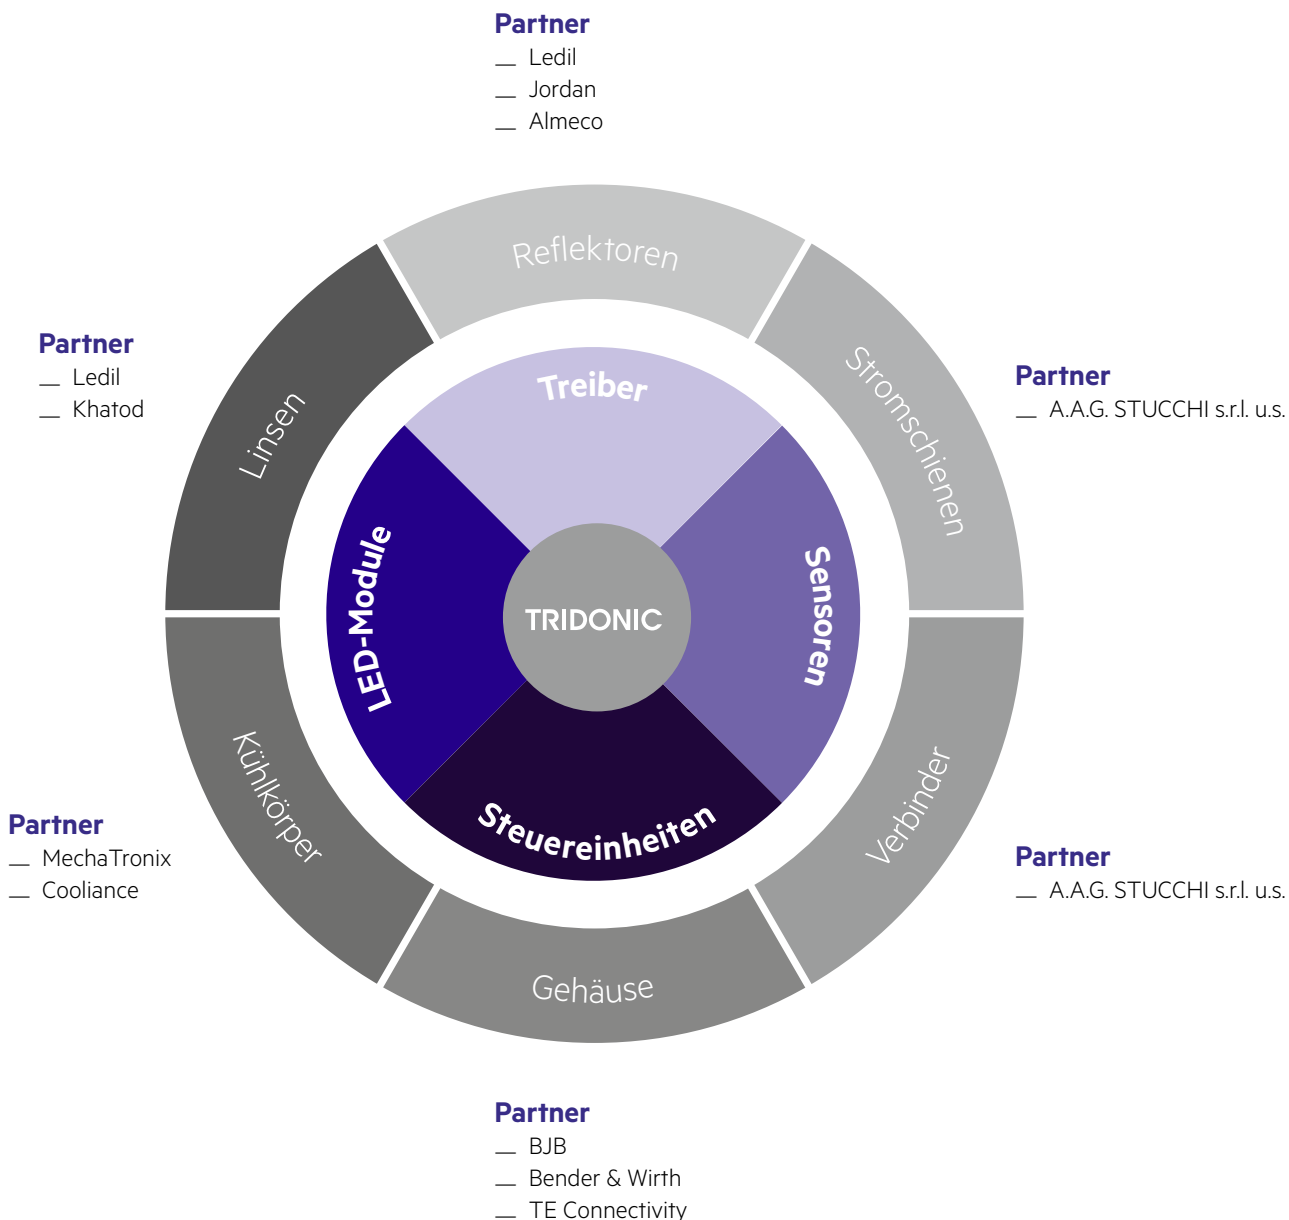 Partner
— Ledil
— Jordan
— Almeco
Reflektoren
Partner
— Ledil
— Khatod
Linsen
Treiber
Stromschienen
Partner
— A.A.G. STUCCHI s.r.l. u.s.
LED-Module
TRIDONIC
Sensoren
Kühlkörper
Steuereinheiten
Verbinder
Partner
— MechaTronix
— Cooliance
Partner
— A.A.G. STUCCHI s.r.l. u.s.
Gehäuse
Partner
— BJB
— Bender & Wirth
— TE Connectivity